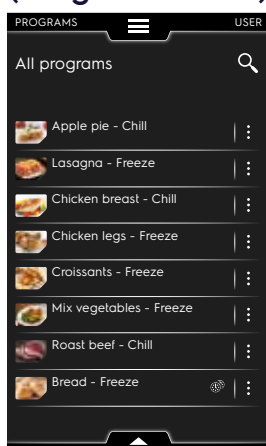 PROGRAMS USER
All programs
Apple pie - Chill
Lasagna - Freeze
Chicken breast - Chill
Chicken legs - Freeze
Croissants - Freeze
Mix vegetables - Freeze
Roast beef - Chill
Bread - Freeze